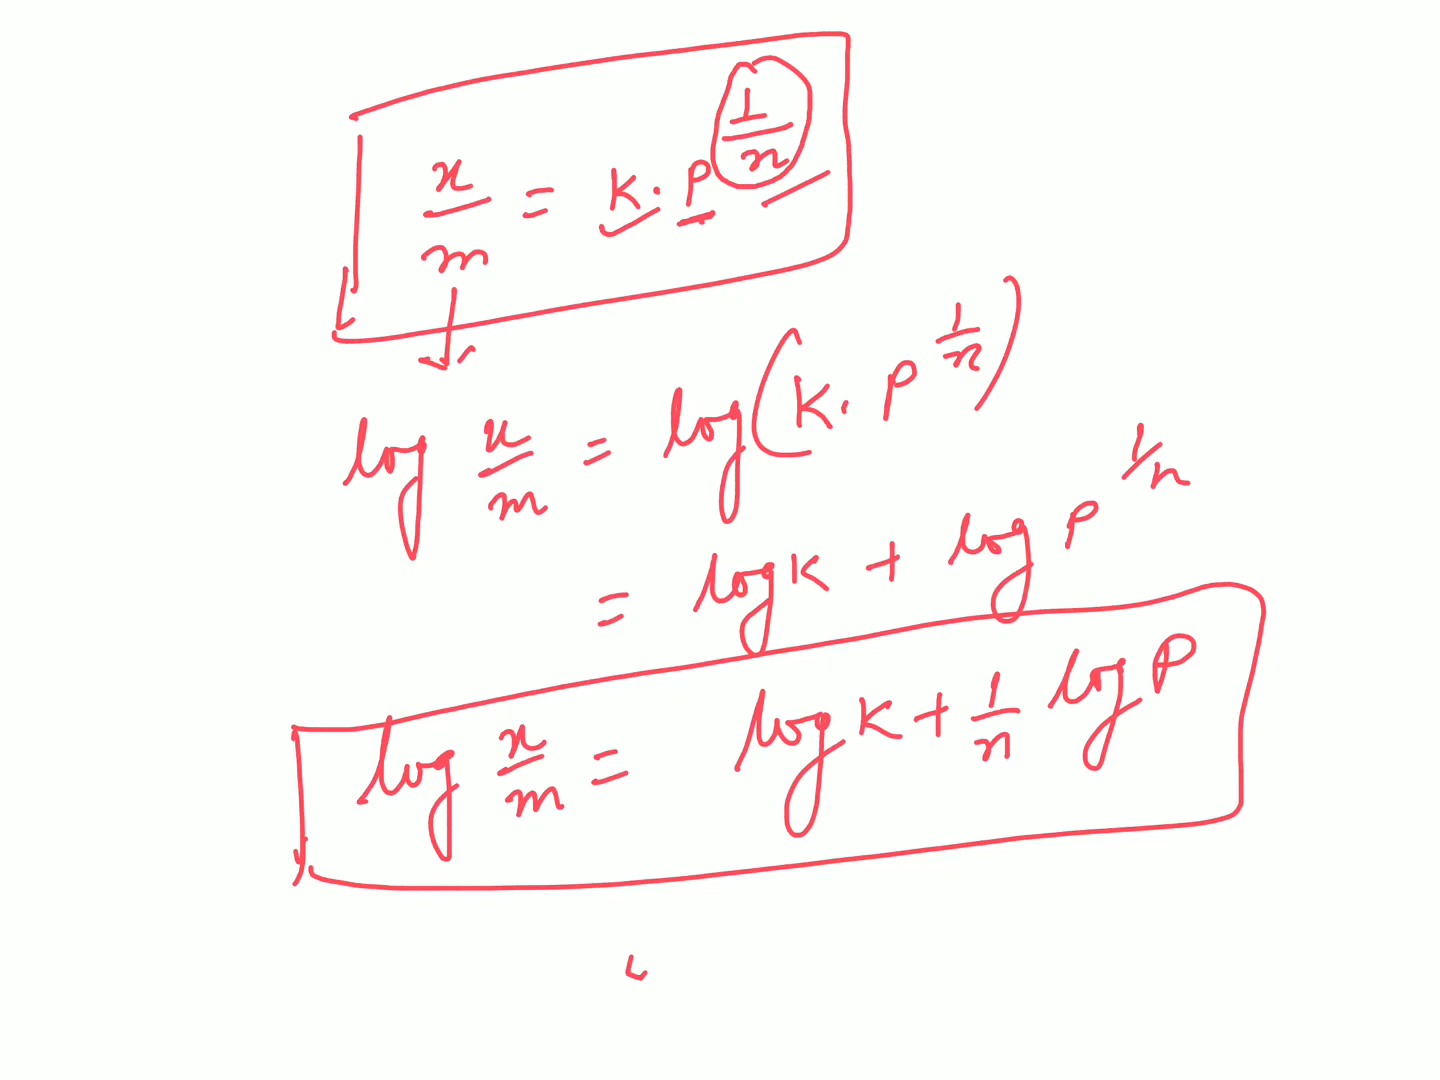 x/m = K · P^(1/n)
log x/m = log(K · P^(1/n))
= log K + log P^(1/n)
log x/m = log K + 1/n log P